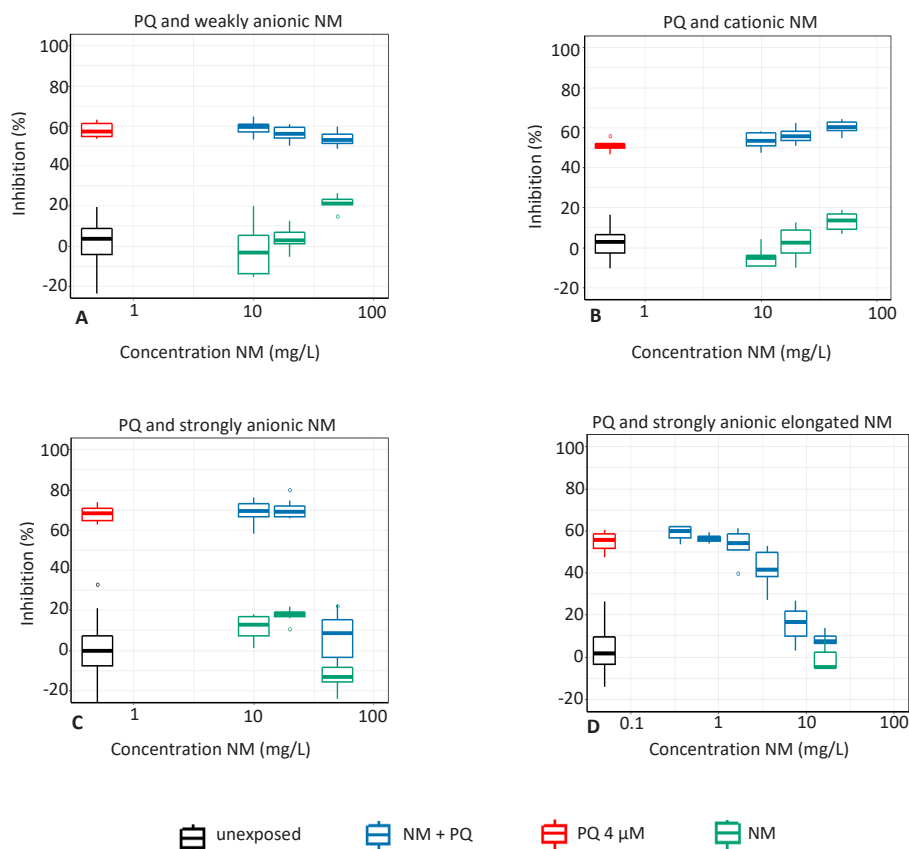 PQ and weakly anionic NM
100
80
60
40
20
0
-20
Inhibition (%)
A
1
10
100
Concentration NM (mg/L)
PQ and cationic NM
100
80
60
40
20
0
-20
Inhibition (%)
B
1
10
100
Concentration NM (mg/L)
PQ and strongly anionic NM
100
80
60
40
20
0
-20
Inhibition (%)
C
1
10
100
Concentration NM (mg/L)
PQ and strongly anionic elongated NM
100
80
60
40
20
0
-20
Inhibition (%)
D
0.1
1
10
100
Concentration NM (mg/L)
unexposed
NM + PQ
PQ 4 μM
NM